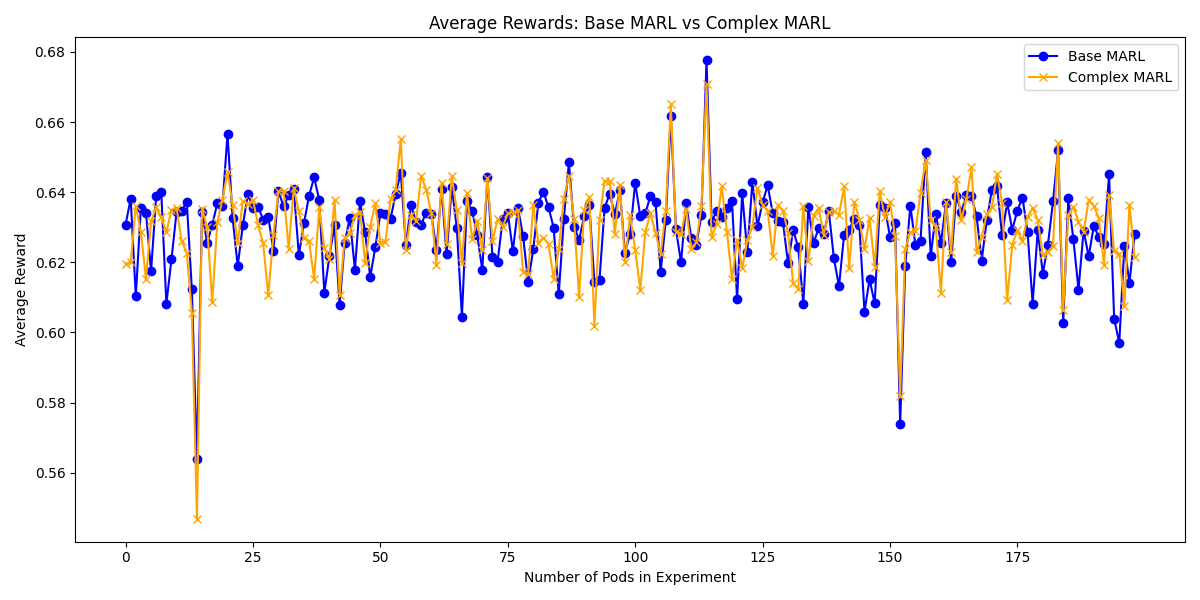 Average Rewards: Base MARL vs Complex MARL
Base MARL
Complex MARL
Average Reward
0.68
0.66
0.64
0.62
0.60
0.58
0.56
0 25 50 75 100 125 150 175
Number of Pods in Experiment